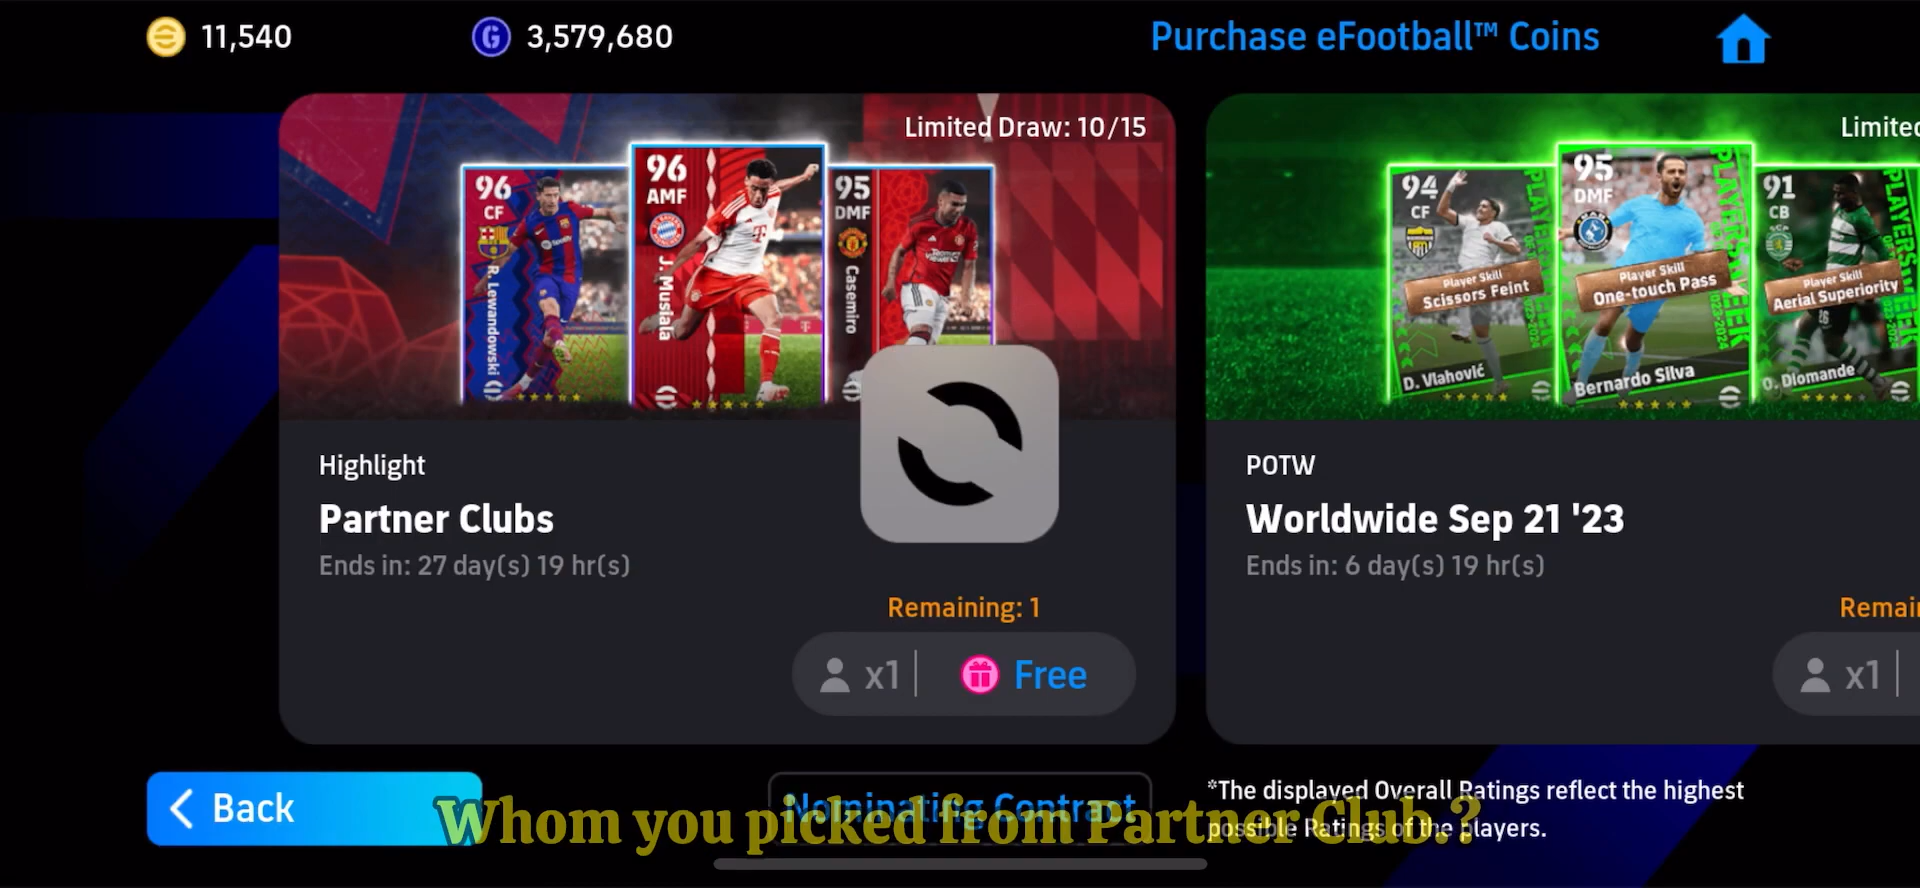 11,540
3,579,680
Purchase eFootball™ Coins
Limited Draw: 10/15
96
CF
R. Lewandowski
96
AMF
J. Musiala
95
DMF
Casemiro
Highlight
Partner Clubs
Ends in: 27 day(s) 19 hr(s)
Remaining: 1
x1
Free
Limited
94
CF
Player Skill
Scissors Feint
D. Vlahović
95
DMF
PLAYERS
Player Skill
One-touch Pass
Bernardo Silva
91
CB
PLAYERS
Player Skill
Aerial Superiority
O. Diomande
POTW
Worldwide Sep 21 '23
Ends in: 6 day(s) 19 hr(s)
Remain
x1
Back
Nominating Contract
*The displayed Overall Ratings reflect the highest
possible Ratings of the players.
Whom you picked from Partner Club.?